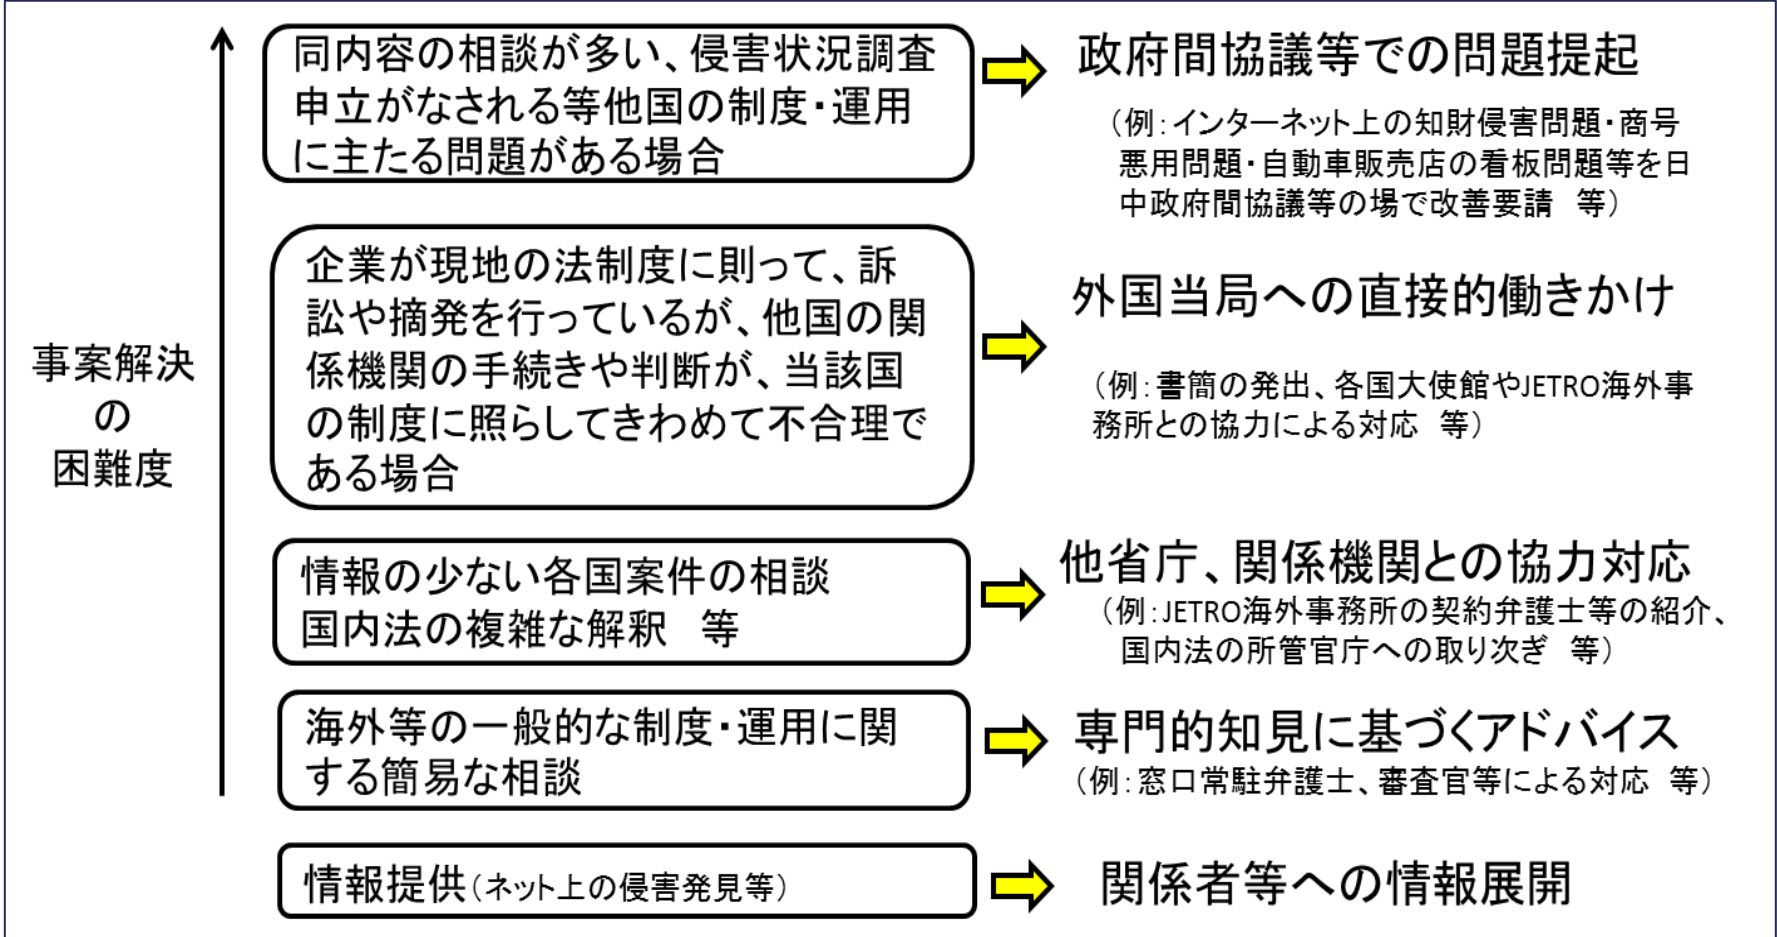 事案解決
の
困難度
同内容の相談が多い、侵害状況調査
申立がなされる等他国の制度・運用
に主たる問題がある場合
政府間協議等での問題提起
（例：インターネット上の知財侵害問題・商号
悪用問題・自動車販売店の看板問題等を日
中政府間協議等の場で改善要請　等）
企業が現地の法制度に則って、訴
訟や摘発を行っているが、他国の関
係機関の手続きや判断が、当該国
の制度に照らしてきわめて不合理で
ある場合
外国当局への直接的働きかけ
（例：書簡の発出、各国大使館やJETRO海外事
務所との協力による対応　等）
情報の少ない各国案件の相談
国内法の複雑な解釈　等
他省庁、関係機関との協力対応
（例：JETRO海外事務所の契約弁護士等の紹介、
国内法の所管官庁への取り次ぎ　等）
海外等の一般的な制度・運用に関
する簡易な相談
専門的知見に基づくアドバイス
（例：窓口常駐弁護士、審査官等による対応　等）
情報提供（ネット上の侵害発見等）
関係者等への情報展開